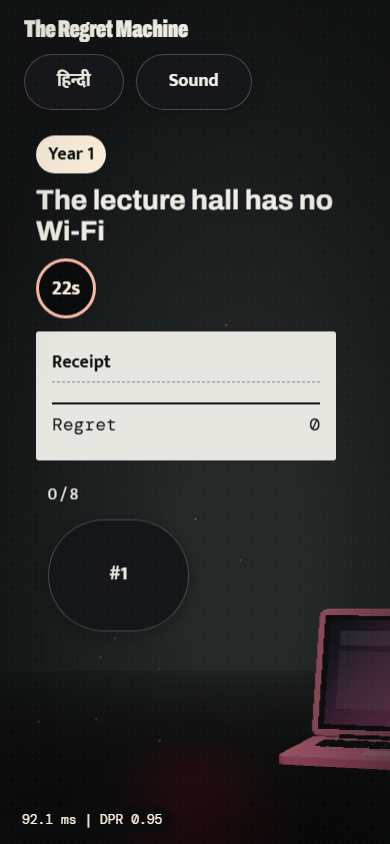 The Regret Machine
हिन्दी
Sound
Year 1
The lecture hall has no
Wi-Fi
22s
Receipt
Regret 0
0/8
#1
92.1 ms | DPR 0.95